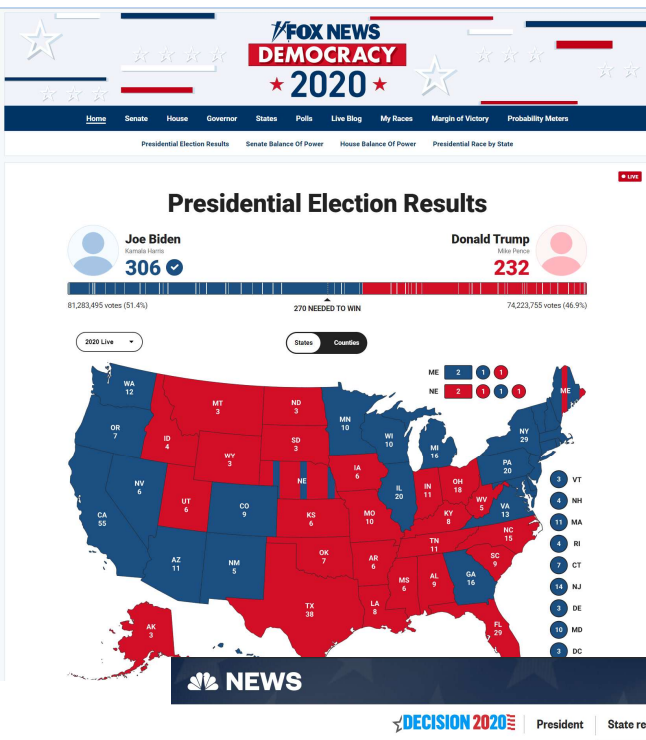 FOX NEWS
DEMOCRACY
2020
Home Senate House Governor States Polls Live Blog My Races Margin of Victory Probability Meters
Presidential Election Results Senate Balance Of Power House Balance Of Power Presidential Race by State
LIVE
Presidential Election Results
Joe Biden
Kamala Harris
306
Donald Trump
Mike Pence
232
81,283,495 votes (51.4%)
270 NEEDED TO WIN
74,223,755 votes (46.9%)
2020 Live
States Counties
ME 2 1 1
NE 2 1 1 1
WA
12
OR
7
CA
55
NV
6
ID
4
MT
3
WY
3
UT
6
AZ
11
CO
9
NM
5
ND
3
SD
3
NE
KS
6
OK
7
TX
38
MN
10
IA
6
MO
10
AR
6
LA
8
WI
10
IL
20
MI
16
IN
11
OH
18
KY
8
TN
11
MS
6
AL
9
GA
16
FL
29
SC
9
NC
15
VA
13
WV
5
PA
20
NY
29
ME
AK
3
3 VT
4 NH
11 MA
4 RI
7 CT
14 NJ
3 DE
10 MD
3 DC
NEWS
DECISION 2020 President State re